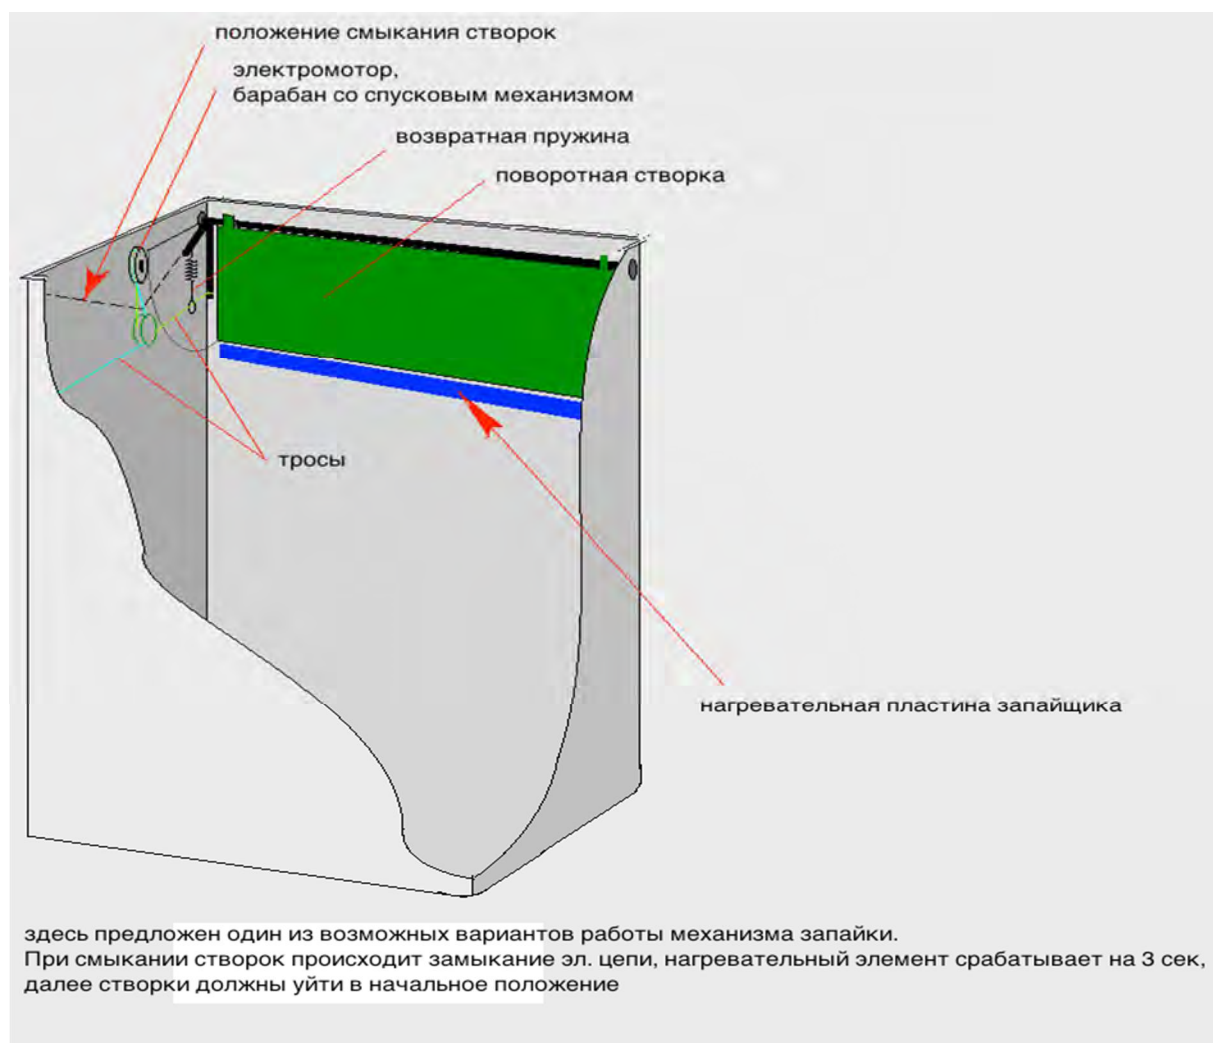 положение смыкания створок
электромотор,
барабан со спусковым механизмом
возвратная пружина
поворотная створка
тросы
нагревательная пластина запайщика
здесь предложен один из возможных вариантов работы механизма запайки.
При смыкании створок происходит замыкание эл. цепи, нагревательный элемент срабатывает на 3 сек,
далее створки должны уйти в начальное положение